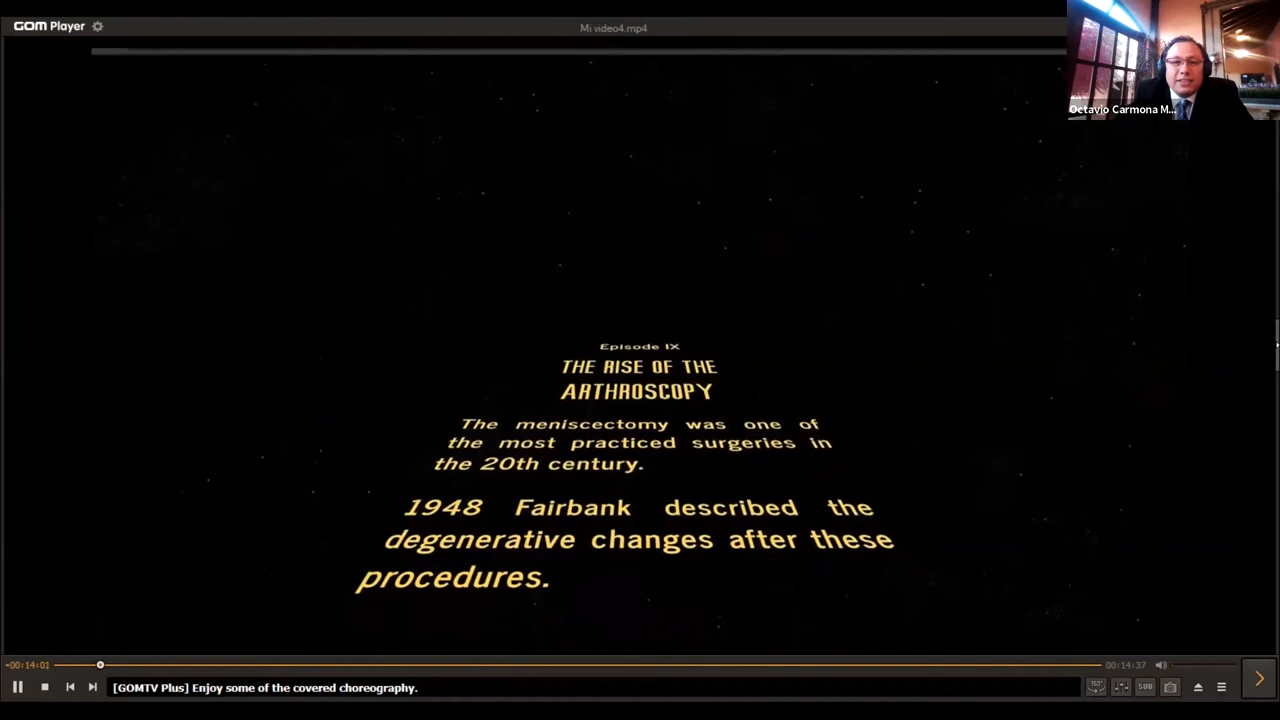 GOM Player
Mi video4.mp4
Octavio Carmona M...
Episode IX
THE RISE OF THE
ARTHROSCOPY
The meniscectomy was one of
the most practiced surgeries in
the 20th century.
1948 Fairbank described the
degenerative changes after these
procedures.
-00:14:01
00:14:37
[GOMTV Plus] Enjoy some of the covered choreography.
360°
SUB